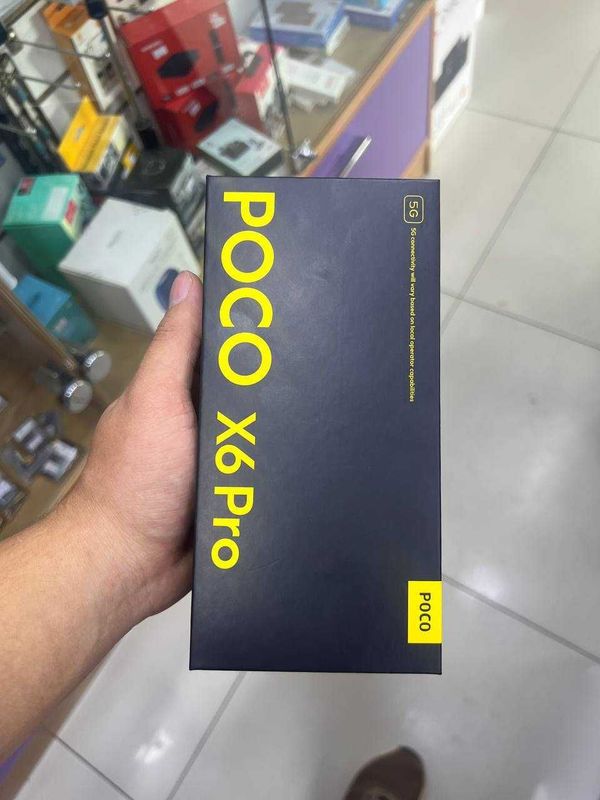 5G
5G connectivity will vary based on local operator capabilities
POCO X6 Pro
POCO